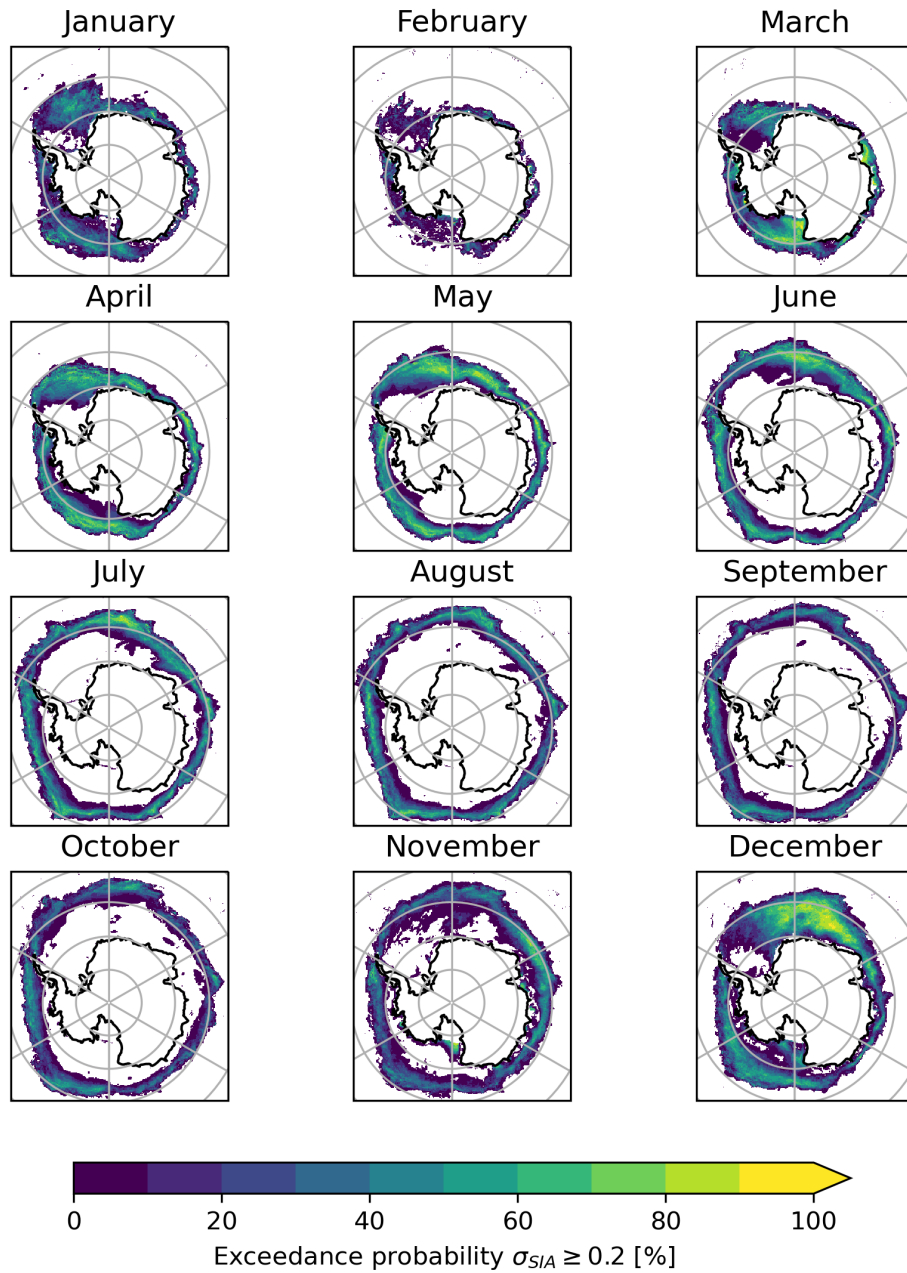 January February March
April May June
July August September
October November December
0 20 40 60 80 100
Exceedance probability σ_SIA ≥ 0.2 [%]